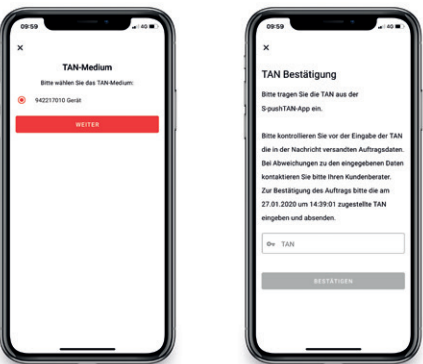 09:59
4G
×
TAN-Medium
Bitte wählen Sie das TAN-Medium:
942217010 Gerät
WEITER
09:59
4G
×
TAN Bestätigung
Bitte tragen Sie die TAN aus der
S-pushTAN-App ein.
Bitte kontrollieren Sie vor der Eingabe der TAN
die in der Nachricht versandten Auftragsdaten.
Bei Abweichungen zu den eingegebenen Daten
kontaktieren Sie bitte Ihren Kundenberater.
Zur Bestätigung des Auftrags bitte die am
27.01.2020 um 14:39:01 zugestellte TAN
eingeben und absenden.
TAN
BESTÄTIGEN